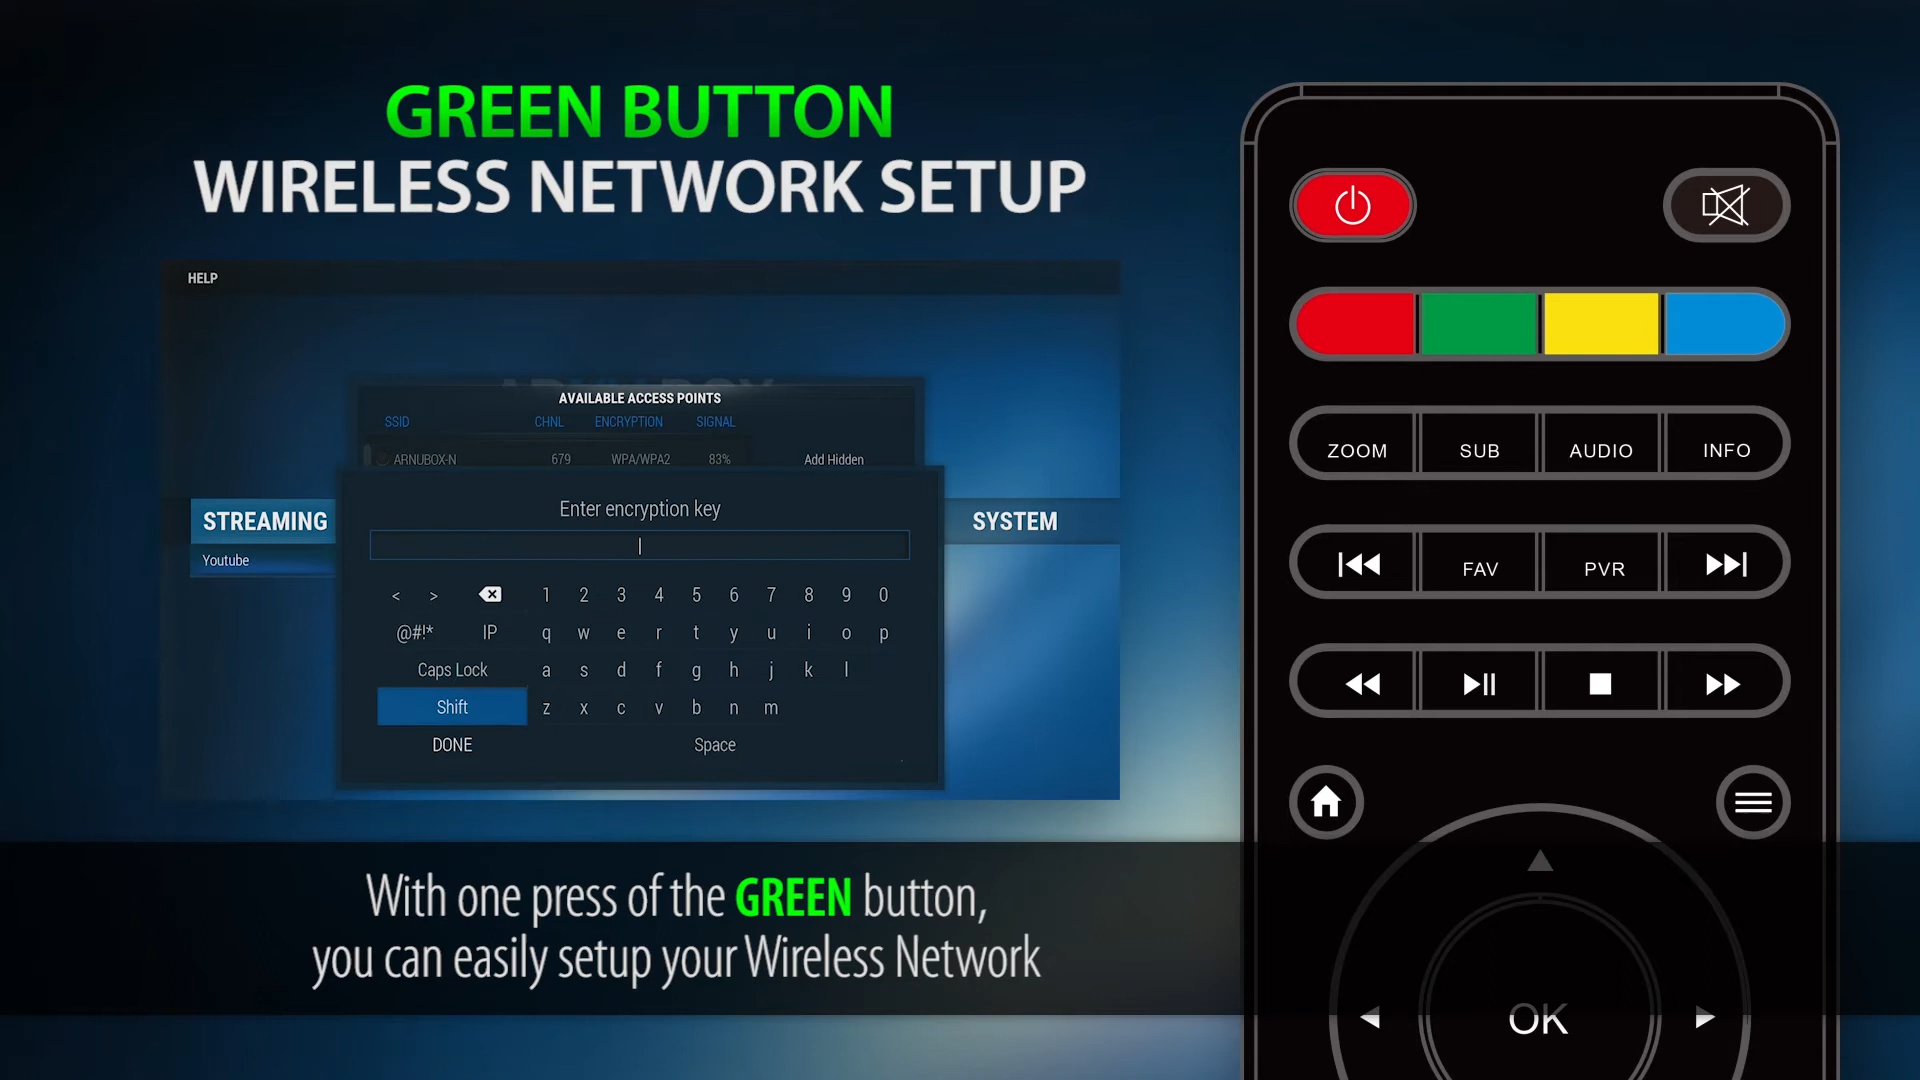 GREEN BUTTON
WIRELESS NETWORK SETUP
HELP
AVAILABLE ACCESS POINTS
SSID CHNL ENCRYPTION SIGNAL
ARNUBOX-N 679 WPA/WPA2 83% Add Hidden
Enter encryption key
STREAMING
Youtube
SYSTEM
< > 1 2 3 4 5 6 7 8 9 0
@#!* IP q w e r t y u i o p
Caps Lock a s d f g h j k l
Shift z x c v b n m
DONE Space
With one press of the GREEN button,
you can easily setup your Wireless Network
ZOOM SUB AUDIO INFO
FAV PVR
OK